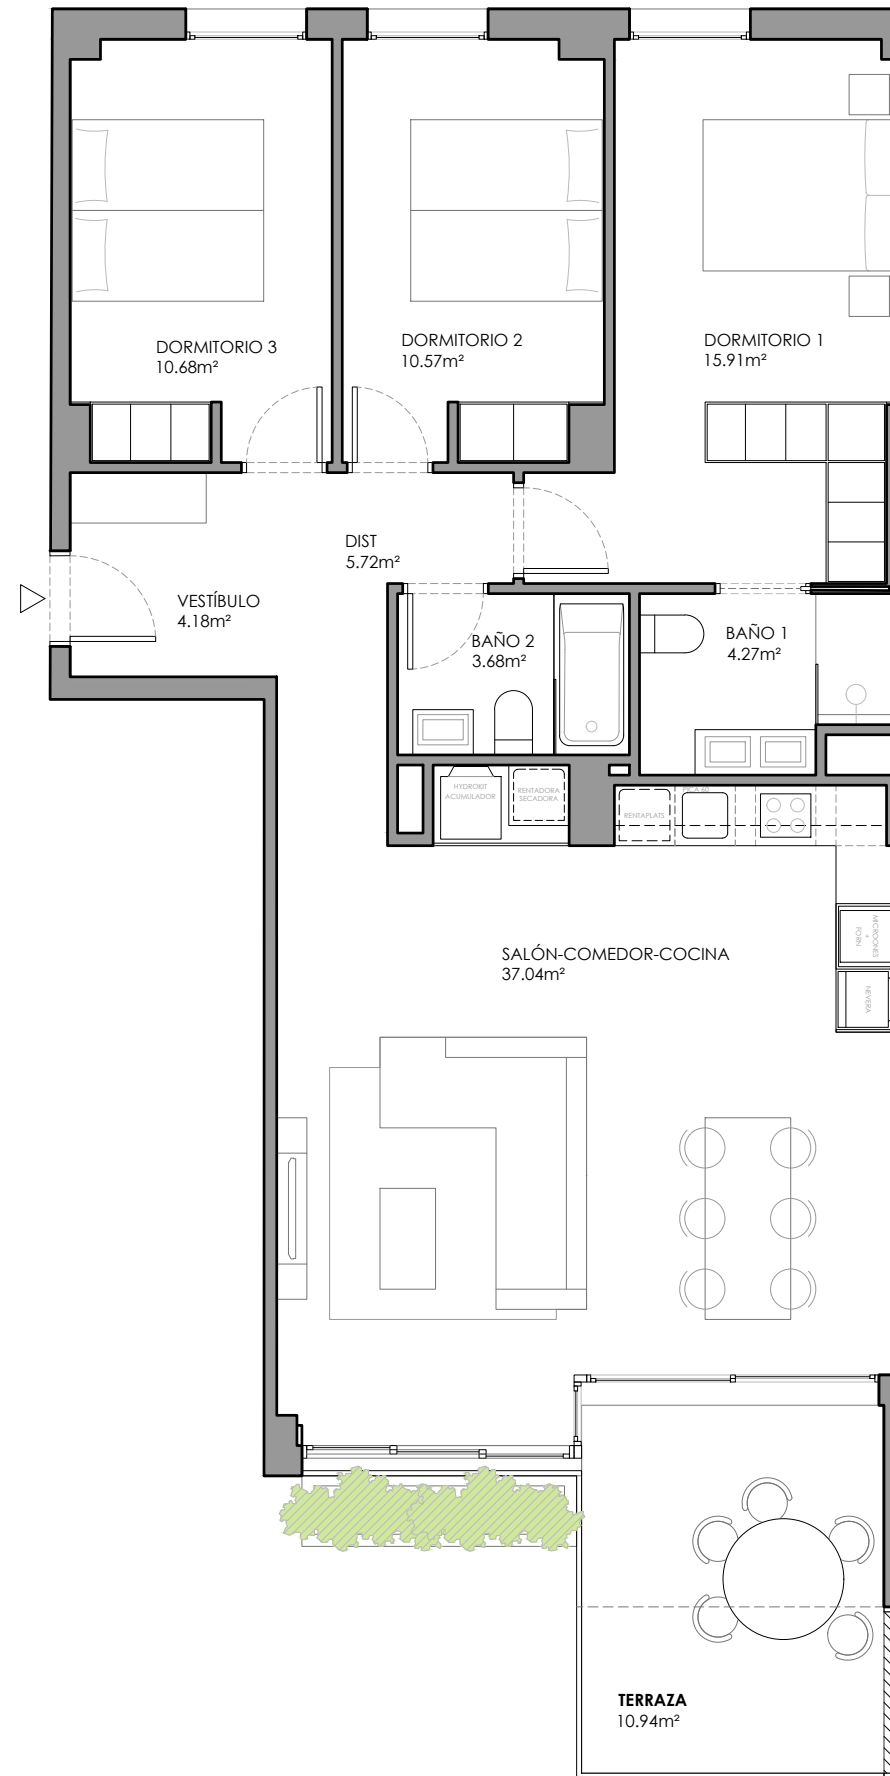 DORMITORIO 3
10.68m²
DORMITORIO 2
10.57m²
DORMITORIO 1
15.91m²
DIST
5.72m²
VESTÍBULO
4.18m²
BAÑO 2
3.68m²
BAÑO 1
4.27m²
HYDROKIT
ACUMULADOR
RENTADORA
SECADORA
RENTAPLATS
PICA 60
MICROONES
+
FORN
NEVERA
SALÓN-COMEDOR-COCINA
37.04m²
TERRAZA
10.94m²